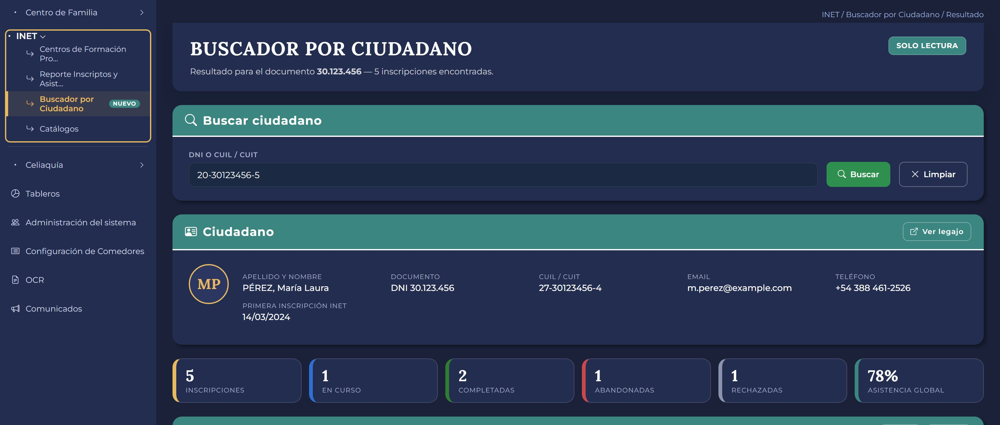 Centro de Familia
INET
Centros de Formación
Pro...
Reporte Inscriptos y
Asist...
Buscador por
Ciudadano
NUEVO
Catálogos
Celiaquía
Tableros
Administración del sistema
Configuración de Comedores
OCR
Comunicados
INET / Buscador por Ciudadano / Resultado
BUSCADOR POR CIUDADANO
SOLO LECTURA
Resultado para el documento 30.123.456 — 5 inscripciones encontradas.
Buscar ciudadano
DNI O CUIL / CUIT
20-30123456-5
Buscar
Limpiar
Ciudadano
Ver legajo
MP
APELLIDO Y NOMBRE
PÉREZ, María Laura
DOCUMENTO
DNI 30.123.456
CUIL / CUIT
27-30123456-4
EMAIL
m.perez@example.com
TELÉFONO
+54 388 461-2526
PRIMERA INSCRIPCIÓN INET
14/03/2024
5
INSCRIPCIONES
1
EN CURSO
2
COMPLETADAS
1
ABANDONADAS
1
RECHAZADAS
78%
ASISTENCIA GLOBAL